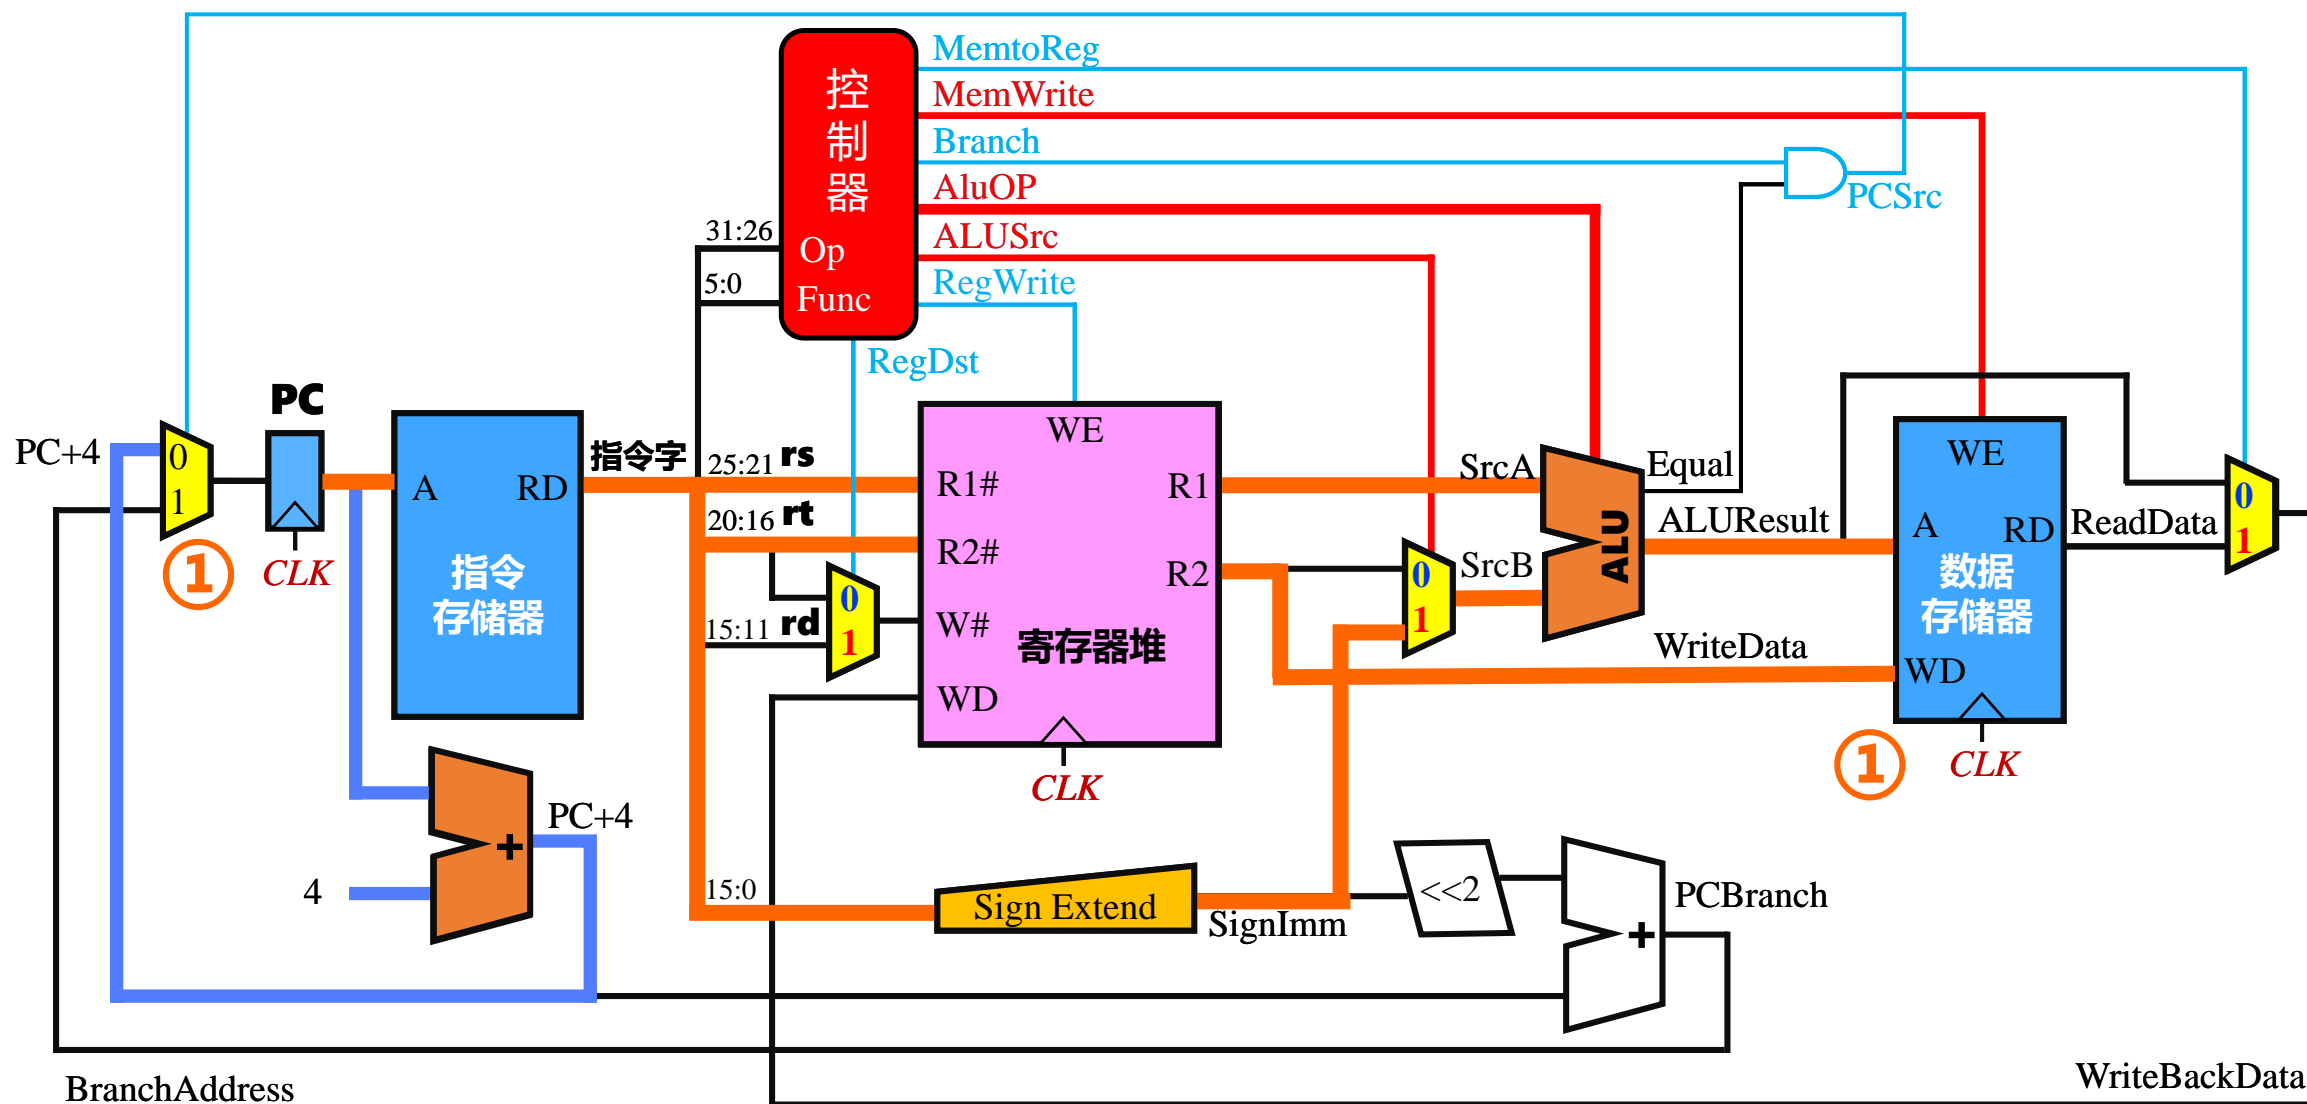 MemtoReg
MemWrite
Branch
AluOP
ALUSrc
RegWrite
控制器
Op
Func
31:26
5:0
PCSrc
RegDst
PC
PC+4
0
1
①
CLK
A
RD
指令
存储器
指令字
25:21 rs
20:16 rt
15:11 rd
15:0
0
1
WE
R1#
R2#
W#
WD
R1
R2
寄存器堆
CLK
0
1
SrcA
SrcB
ALU
Equal
ALUResult
WriteData
WE
A
RD
数据
存储器
WD
①
CLK
ReadData
0
1
PC+4
4
+
Sign Extend
SignImm
<<2
+
PCBranch
BranchAddress
WriteBackData